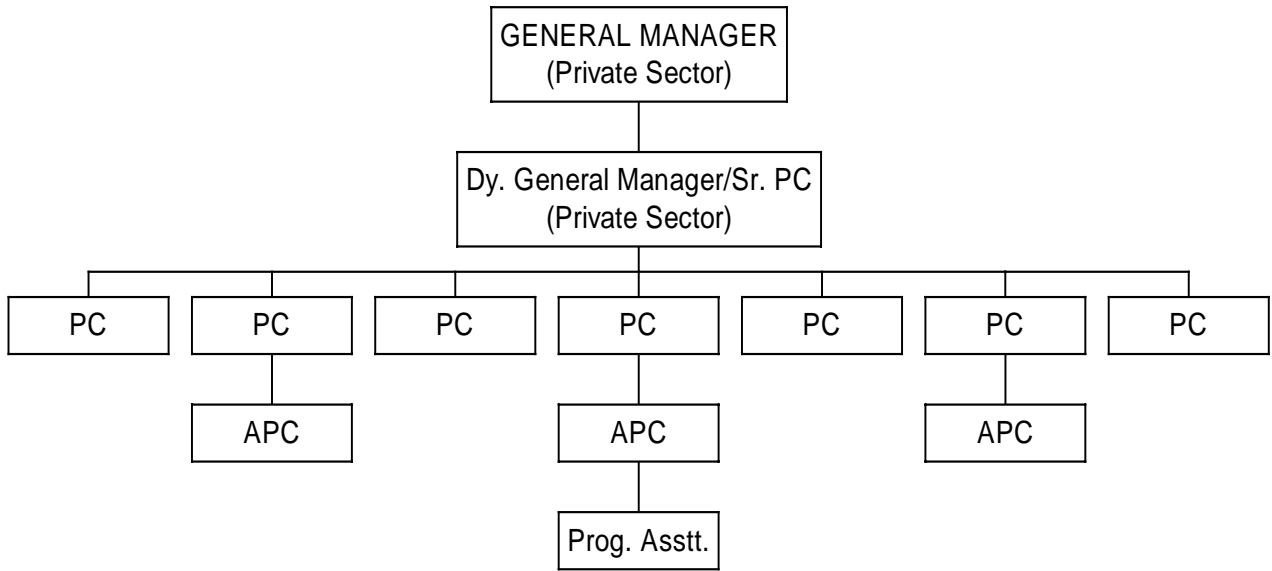 GENERAL MANAGER
(Private Sector)
Dy. General Manager/Sr. PC
(Private Sector)
PC
PC
PC
PC
PC
PC
PC
APC
APC
APC
Prog. Asstt.